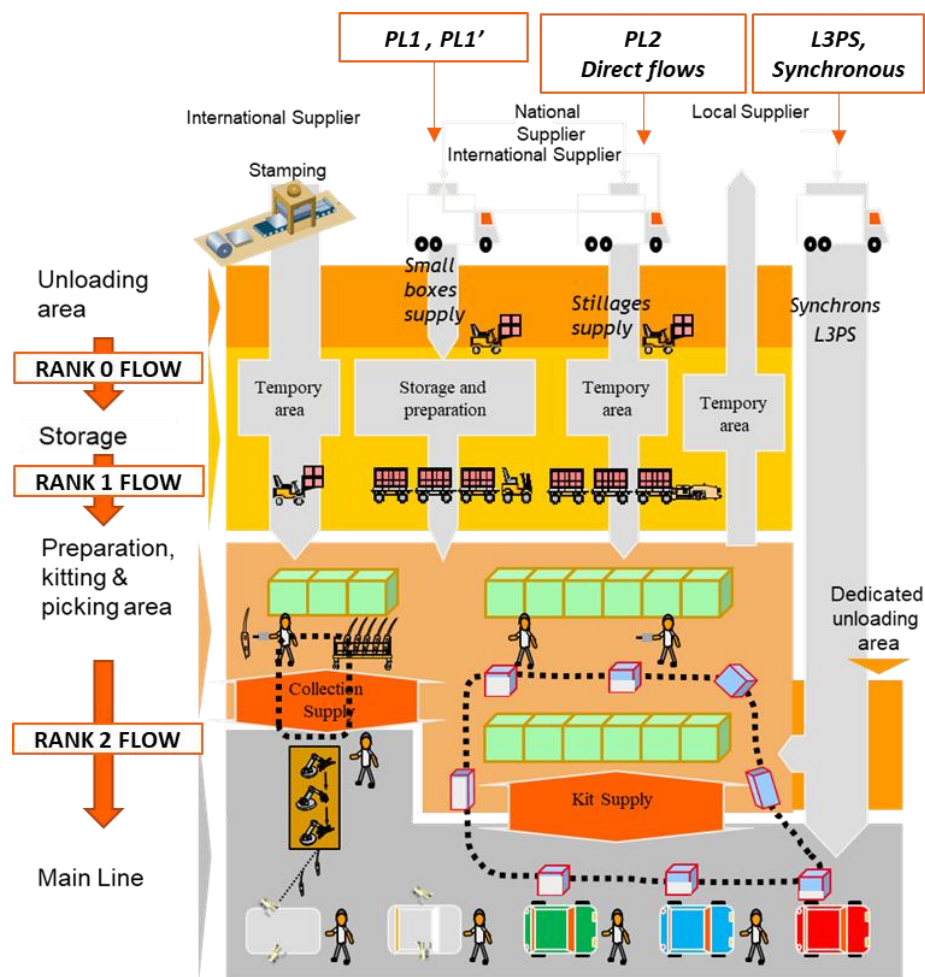 PL1 , PL1’
PL2
Direct flows
L3PS,
Synchronous
International Supplier
National
Supplier
International Supplier
Local Supplier
Stamping
Unloading
area
Small
boxes
supply
Stillages
supply
Synchrons
L3PS
RANK 0 FLOW
Tempory
area
Storage and
preparation
Tempory
area
Tempory
area
Storage
RANK 1 FLOW
Preparation,
kitting &
picking area
Dedicated
unloading
area
Collection
Supply
RANK 2 FLOW
Kit Supply
Main Line